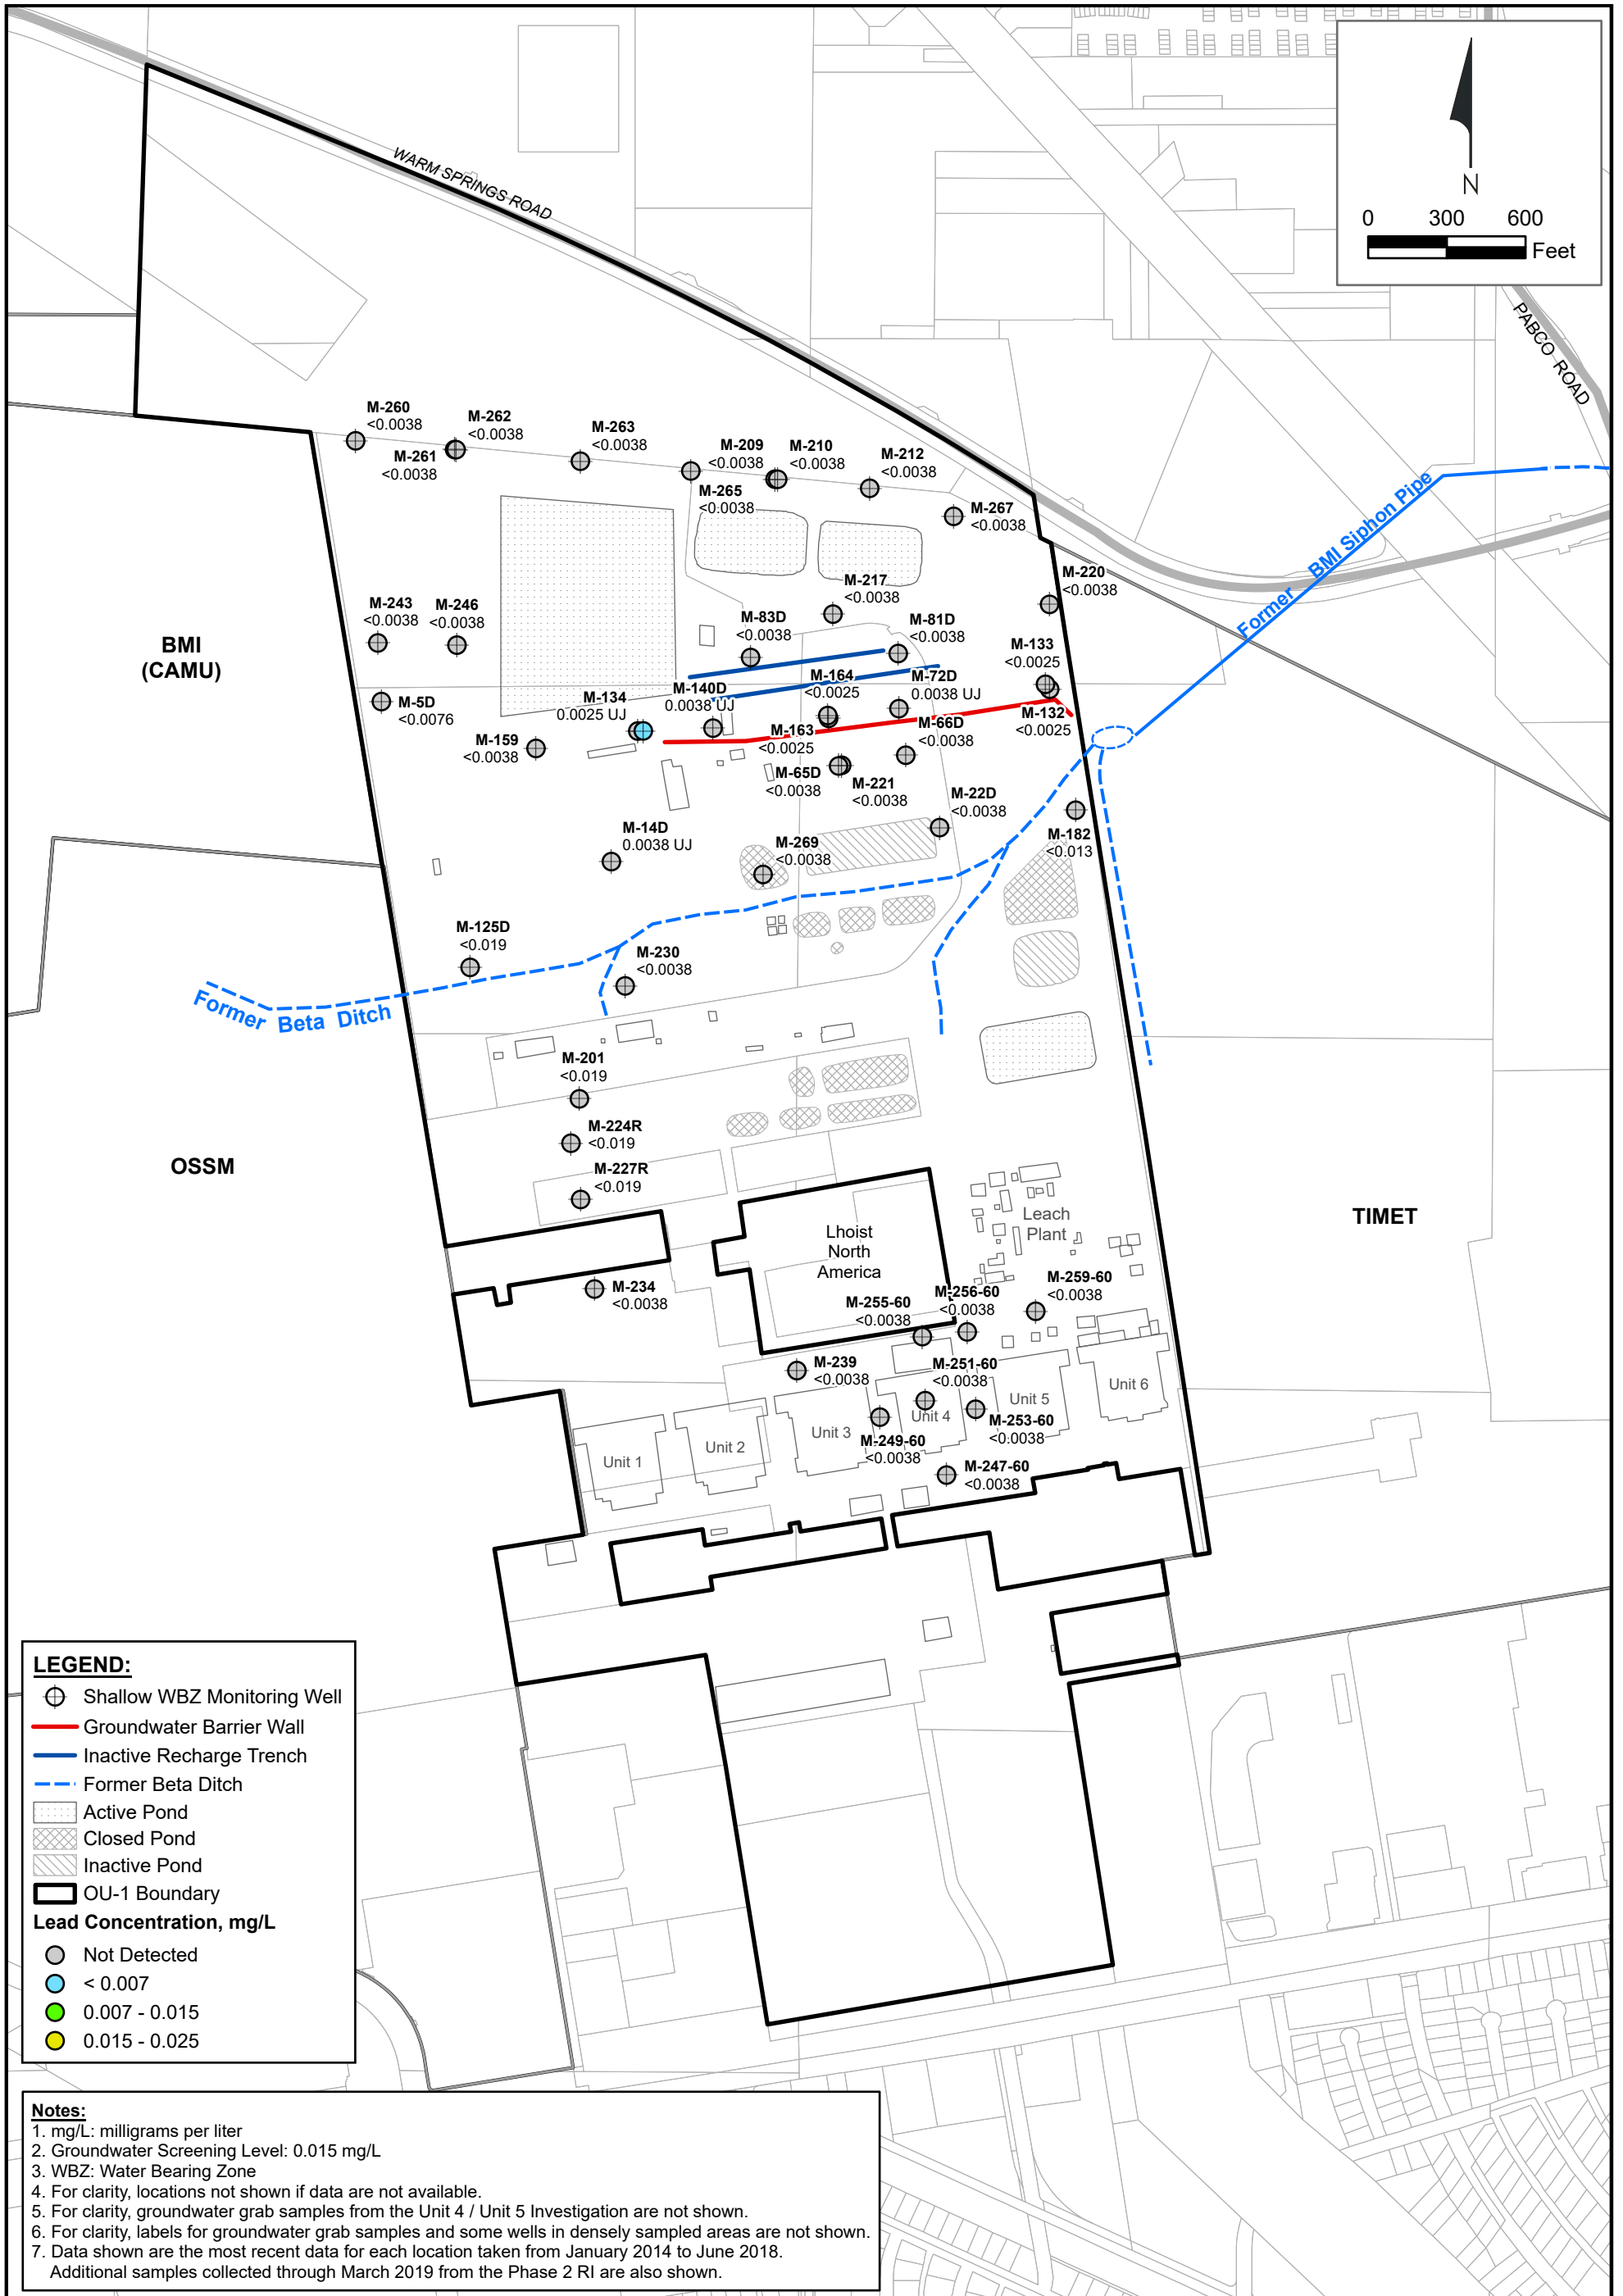 WARM SPRINGS ROAD
N
0 300 600
Feet
PABCO ROAD
M-260
<0.0038
M-262
<0.0038
M-261
<0.0038
M-263
<0.0038
M-209
<0.0038
M-210
<0.0038
M-212
<0.0038
M-265
<0.0038
M-267
<0.0038
Former BMI Siphon Pipe
M-220
<0.0038
M-217
<0.0038
M-243
<0.0038
M-246
<0.0038
M-83D
<0.0038
M-81D
<0.0038
BMI
(CAMU)
M-133
<0.0025
M-164
<0.0025
M-72D
0.0038 UJ
M-5D
<0.0076
M-134
0.0025 UJ
M-140D
0.0038 UJ
M-132
<0.0025
M-163
<0.0025
M-66D
<0.0038
M-159
<0.0038
M-65D
<0.0038
M-221
<0.0038
M-22D
<0.0038
M-182
<0.013
M-14D
0.0038 UJ
M-269
<0.0038
M-125D
<0.019
M-230
<0.0038
Former Beta Ditch
M-201
<0.019
M-224R
<0.019
OSSM
M-227R
<0.019
TIMET
Leach
Plant
Lhoist
North
America
M-234
<0.0038
M-259-60
<0.0038
M-256-60
<0.0038
M-255-60
<0.0038
M-239
<0.0038
M-251-60
<0.0038
Unit 6
Unit 5
Unit 4
M-253-60
<0.0038
Unit 3
M-249-60
<0.0038
Unit 2
Unit 1
M-247-60
<0.0038
LEGEND:
Shallow WBZ Monitoring Well
Groundwater Barrier Wall
Inactive Recharge Trench
Former Beta Ditch
Active Pond
Closed Pond
Inactive Pond
OU-1 Boundary
Lead Concentration, mg/L
Not Detected
< 0.007
0.007 - 0.015
0.015 - 0.025
Notes:
1. mg/L: milligrams per liter
2. Groundwater Screening Level: 0.015 mg/L
3. WBZ: Water Bearing Zone
4. For clarity, locations not shown if data are not available.
5. For clarity, groundwater grab samples from the Unit 4 / Unit 5 Investigation are not shown.
6. For clarity, labels for groundwater grab samples and some wells in densely sampled areas are not shown.
7. Data shown are the most recent data for each location taken from January 2014 to June 2018.
Additional samples collected through March 2019 from the Phase 2 RI are also shown.